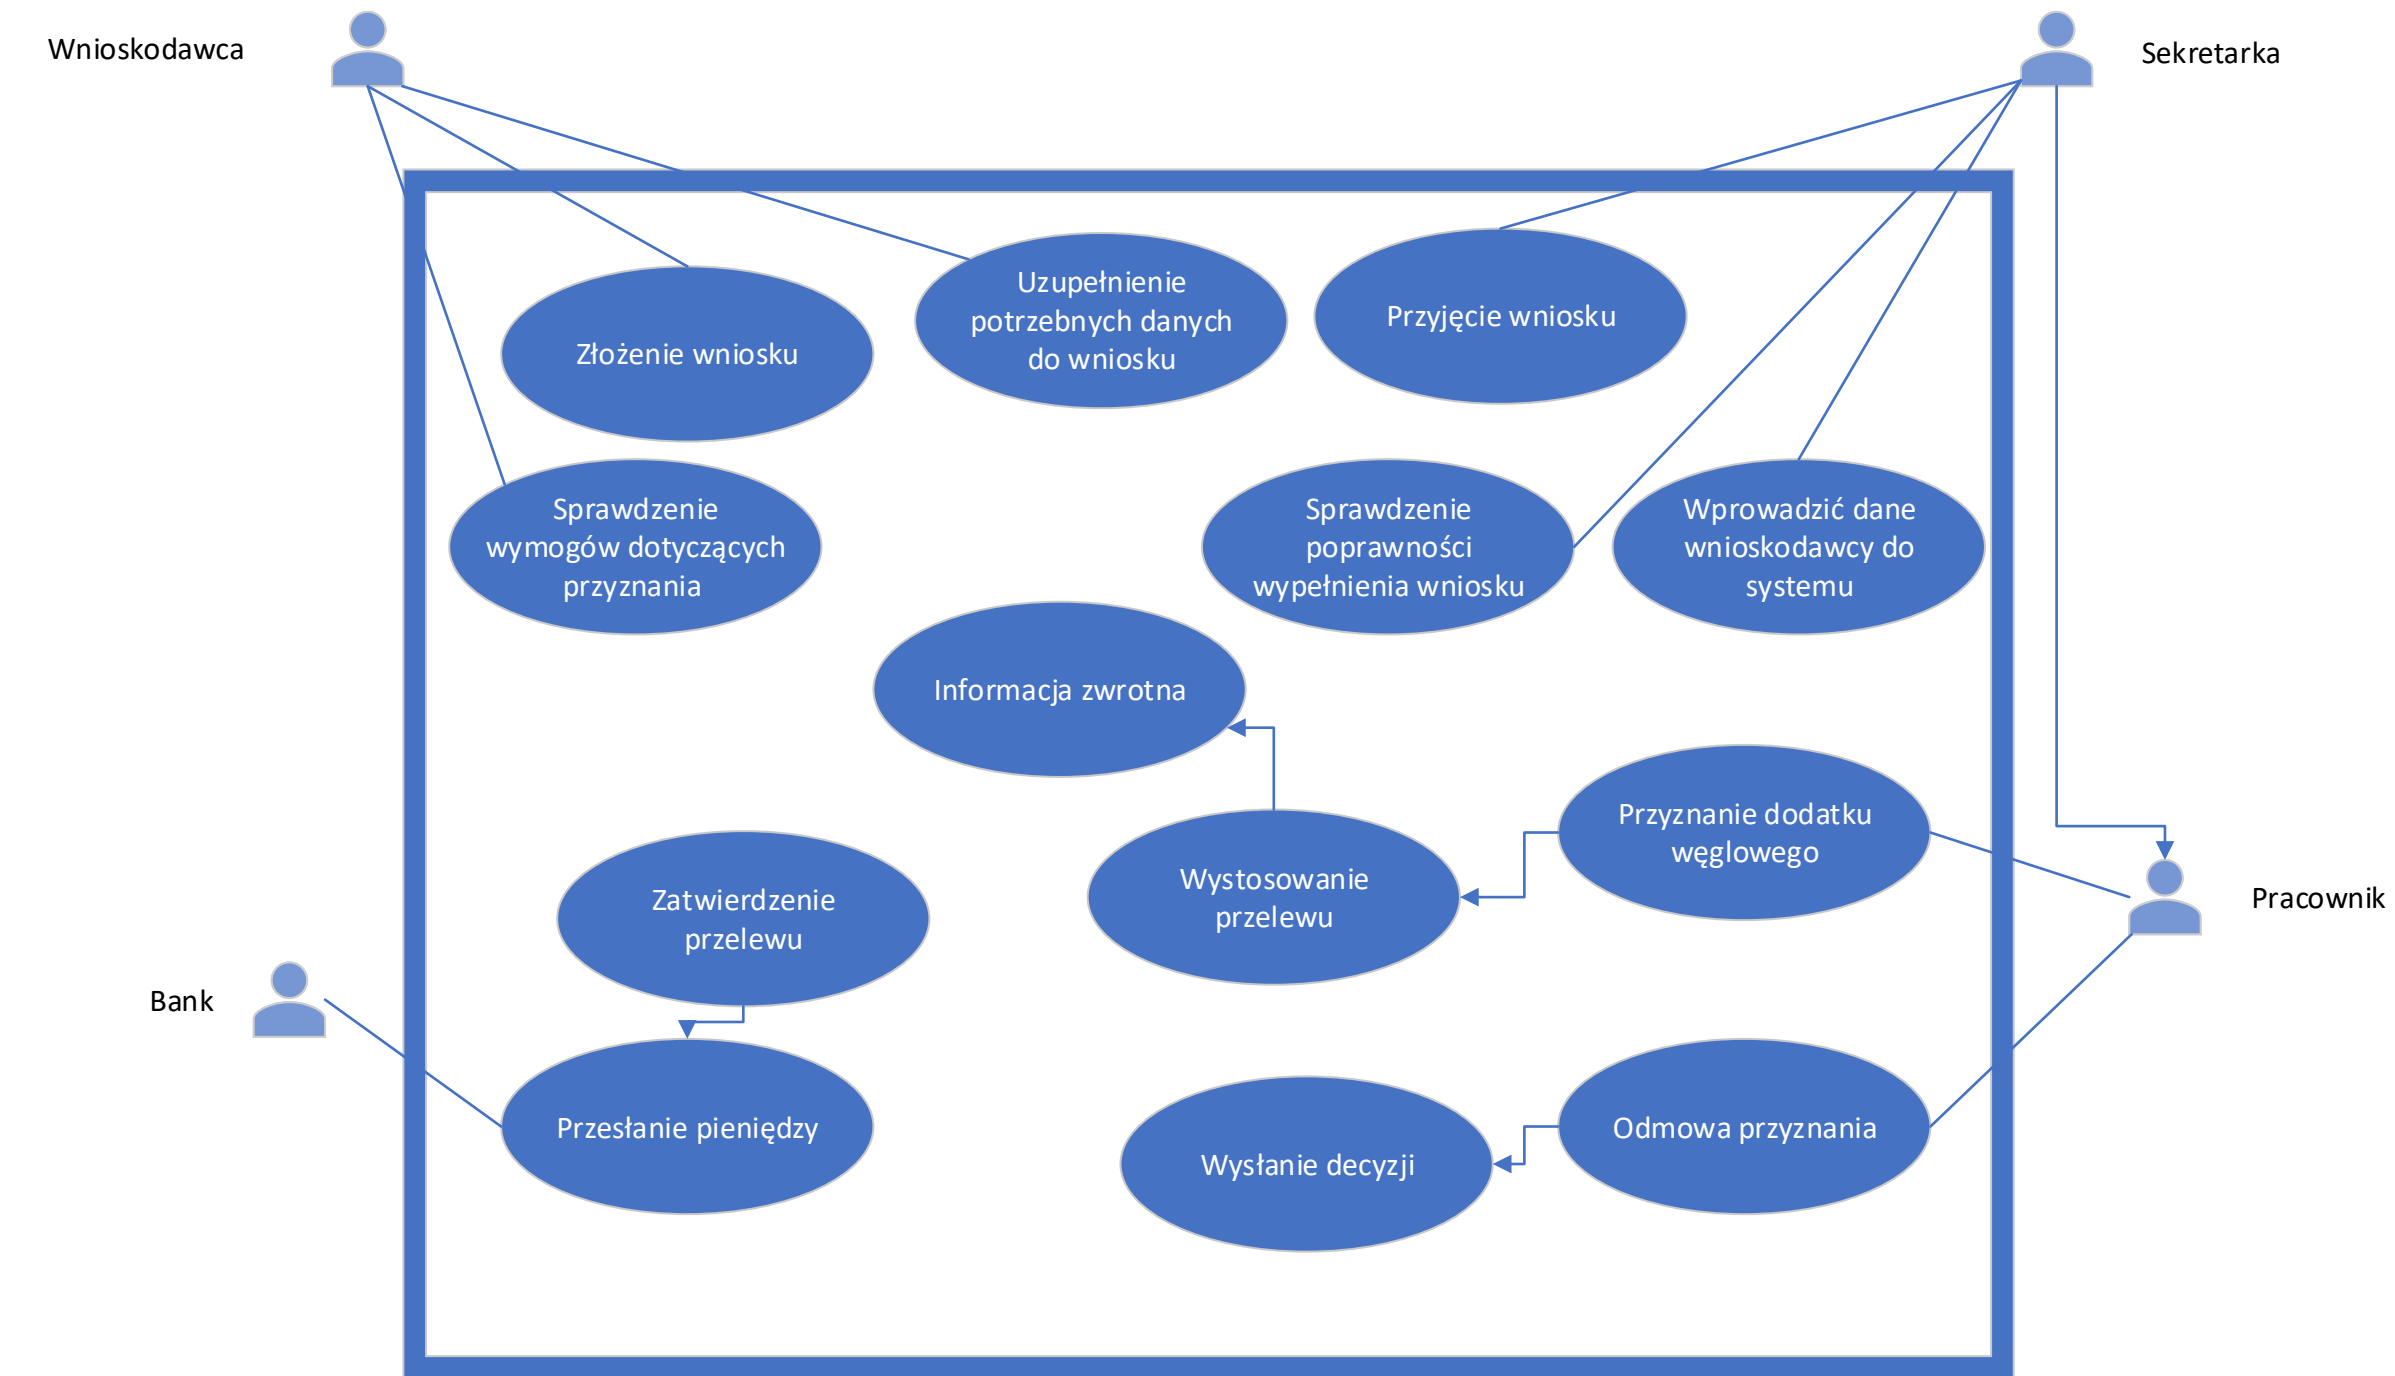 Wnioskodawca
Sekretarka
Uzupełnienie
potrzebnych danych
do wniosku
Przyjęcie wniosku
Złożenie wniosku
Sprawdzenie
wymogów dotyczących
przyznania
Sprawdzenie
poprawności
wypełnienia wniosku
Wprowadzić dane
wnioskodawcy do
systemu
Informacja zwrotna
Przyznanie dodatku
węglowego
Wystosowanie
przelewu
Zatwierdzenie
przelewu
Pracownik
Bank
Przesłanie pieniędzy
Odmowa przyznania
Wysłanie decyzji